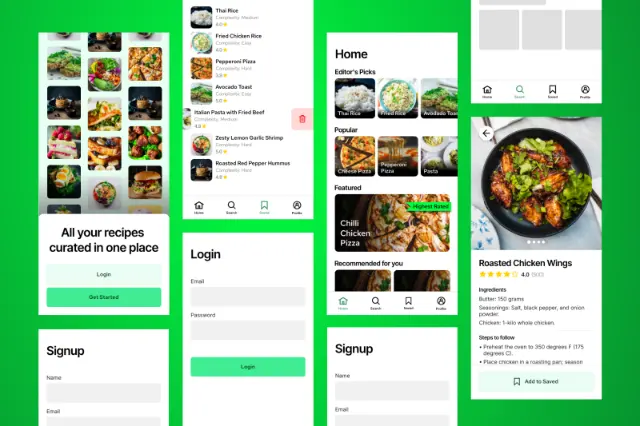 All your recipes
curated in one place
Login
Get Started
Signup
Name
Email
Thai Rice
Complexity: Medium
4.0
Fried Chicken Rice
Complexity: Easy
4.0
Pepperoni Pizza
Complexity: Hard
5.0
Avocado Toast
Complexity: Easy
4.0
Italian Pasta with Fried Beef
Complexity: Medium
4.0
Zesty Lemon Garlic Shrimp
Complexity: Hard
5.0
Roasted Red Pepper Hummus
Complexity: Hard
4.8
Home
Search
Saved
Profile
Login
Email
Password
Login
Home
Editor's Picks
Thai Rice
Fried Rice
Avodado Toast
Popular
Cheese Pizza
Pepperoni
Pizza
Pasta
Featured
Highest Rated
Chilli
Chicken
Pizza
Recommended for you
Home
Search
Saved
Profile
Signup
Name
Email
Home
Search
Saved
Profile
Roasted Chicken Wings
4.0
Ingredients
Butter: 150 grams
Seasonings: Salt, black pepper, and onion
powder.
Chicken: 1-kilo whole chicken.
Steps to follow
• Preheat the oven to 350 degrees F (175
degrees C).
• Place chicken in a roasting pan; season
Add to Saved